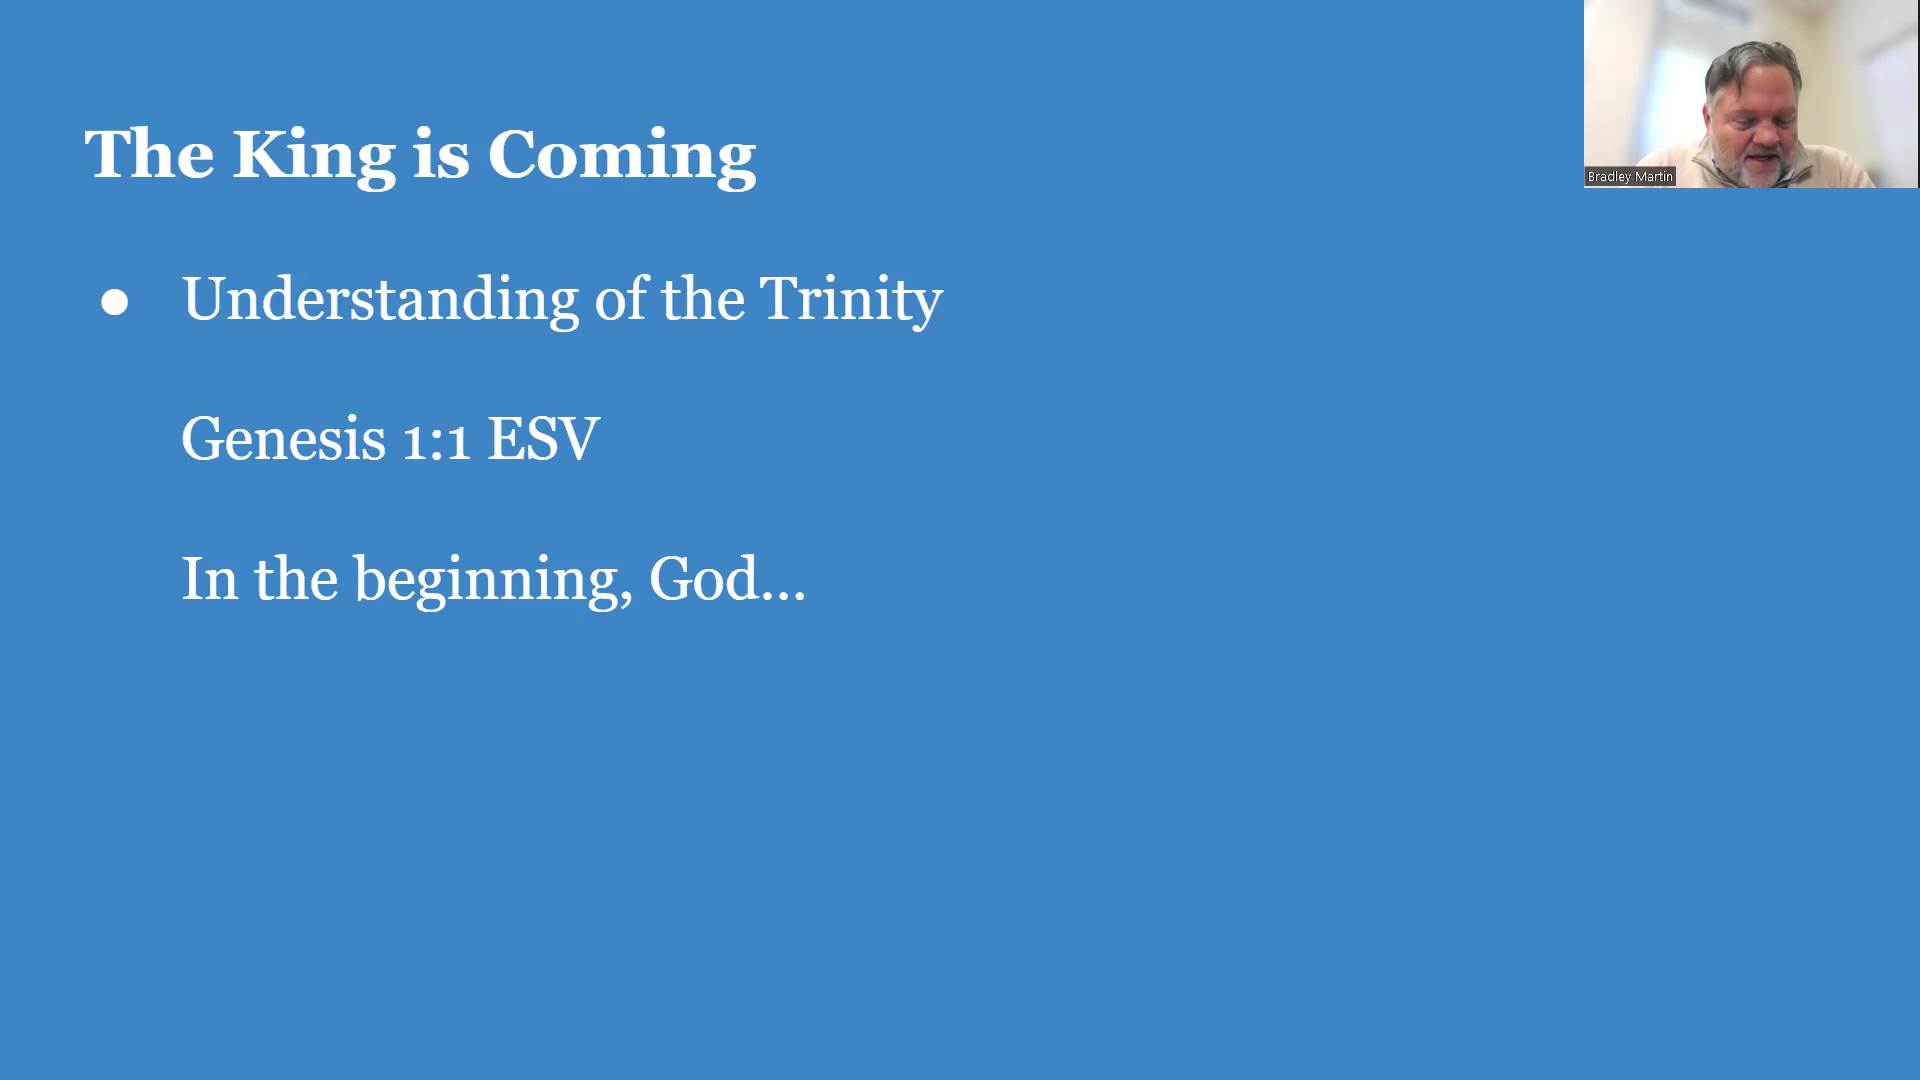 The King is Coming
Bradley Martin
● Understanding of the Trinity
Genesis 1:1 ESV
In the beginning, God...